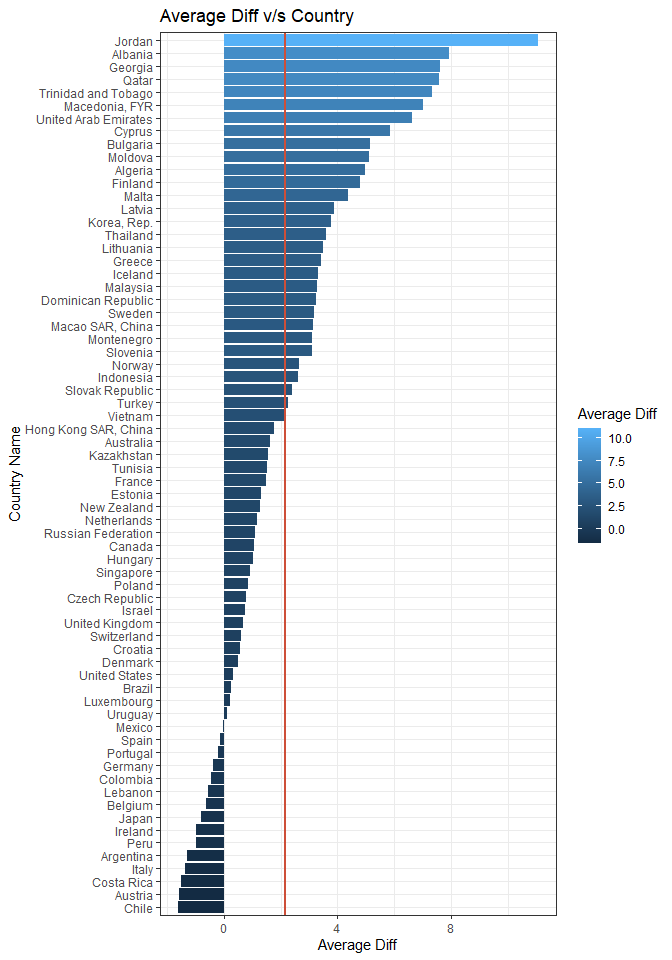 Average Diff v/s Country
Jordan
Albania
Georgia
Qatar
Trinidad and Tobago
Macedonia, FYR
United Arab Emirates
Cyprus
Bulgaria
Moldova
Algeria
Finland
Malta
Latvia
Korea, Rep.
Thailand
Lithuania
Greece
Iceland
Malaysia
Dominican Republic
Sweden
Macao SAR, China
Montenegro
Slovenia
Norway
Indonesia
Slovak Republic
Turkey
Vietnam
Hong Kong SAR, China
Australia
Kazakhstan
Tunisia
France
Estonia
New Zealand
Netherlands
Russian Federation
Canada
Hungary
Singapore
Poland
Czech Republic
Israel
United Kingdom
Switzerland
Croatia
Denmark
United States
Brazil
Luxembourg
Uruguay
Mexico
Spain
Portugal
Germany
Colombia
Lebanon
Belgium
Japan
Ireland
Peru
Argentina
Italy
Costa Rica
Austria
Chile
Country Name
0 4 8
Average Diff
Average Diff
10.0
7.5
5.0
2.5
0.0